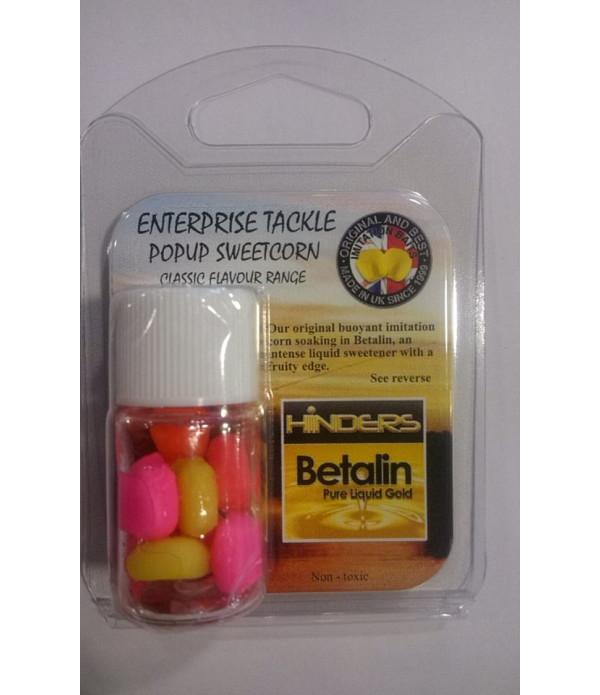 ENTERPRISE TACKLE
POPUP SWEETCORN
CLASSIC FLAVOUR RANGE
ORIGINAL AND BEST
IMITATION BAITS
MADE IN UK SINCE 1999
Our original buoyant imitation
corn soaking in Betalin, an
intense liquid sweetener with a
fruity edge.
See reverse
HINDERS
Betalin
Pure Liquid Gold
Non - toxic